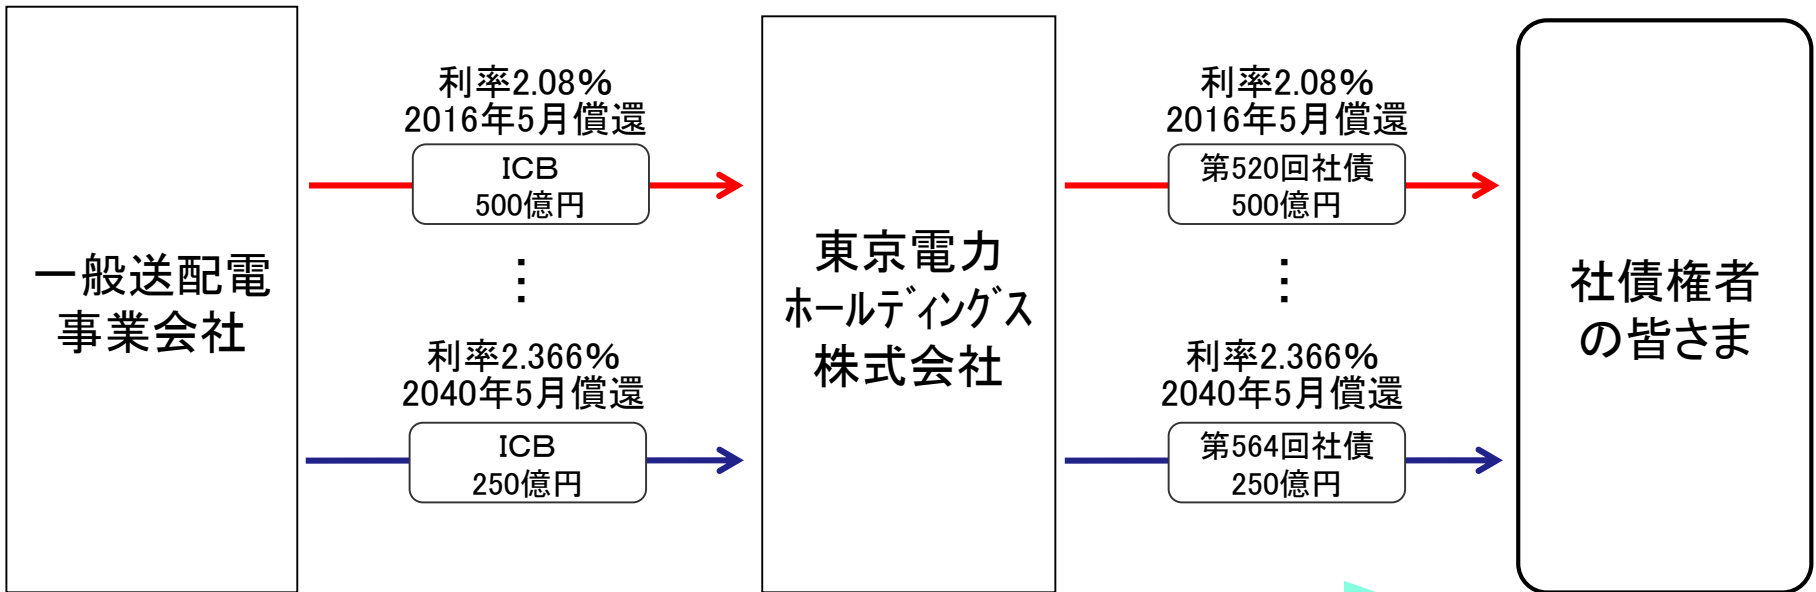 一般送配電
事業会社
利率2.08%
2016年5月償還
ICB
500億円
⋮
利率2.366%
2040年5月償還
ICB
250億円
東京電力
ホールディングス
株式会社
利率2.08%
2016年5月償還
第520回社債
500億円
⋮
利率2.366%
2040年5月償還
第564回社債
250億円
社債権者
の皆さま